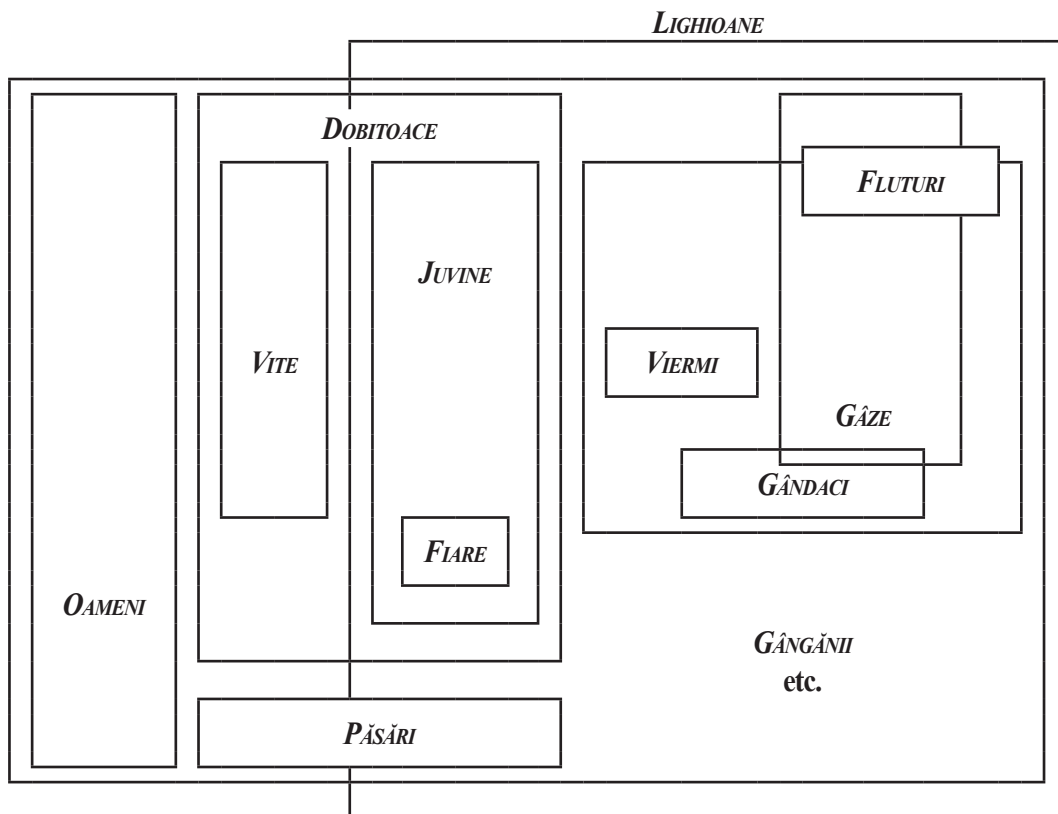 LIGHIOANE
DOBITOACE
FLUTURI
JUVINE
VITE
VIERMI
GÂZE
GÂNDACI
FIARE
OAMENI
GÂNGĂNII
etc.
PĂSĂRI